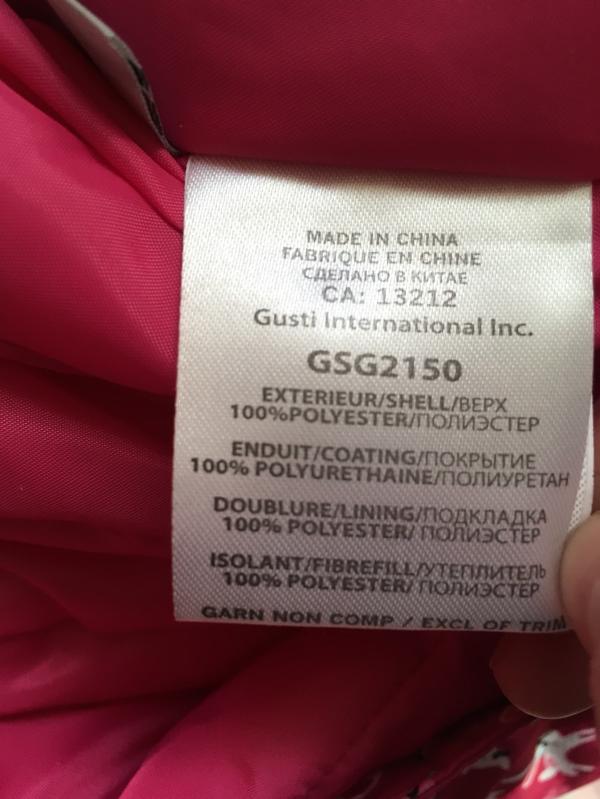 MADE IN CHINA
FABRIQUE EN CHINE
СДЕЛАНО В КИТАЕ
CA: 13212
Gusti International Inc.
GSG2150
EXTERIEUR/SHELL/ВЕРХ
100%POLYESTER/ПОЛИЭСТЕР
ENDUIT/COATING/ПОКРЫТИЕ
100% POLYURETHAINE/ПОЛИУРЕТАН
DOUBLURE/LINING/ПОДКЛАДКА
100% POLYESTER/ ПОЛИЭСТЕР
ISOLANT/FIBREFILL/УТЕПЛИТЕЛЬ
100% POLYESTER/ ПОЛИЭСТЕР
GARN NON COMP / EXCL OF TRIM